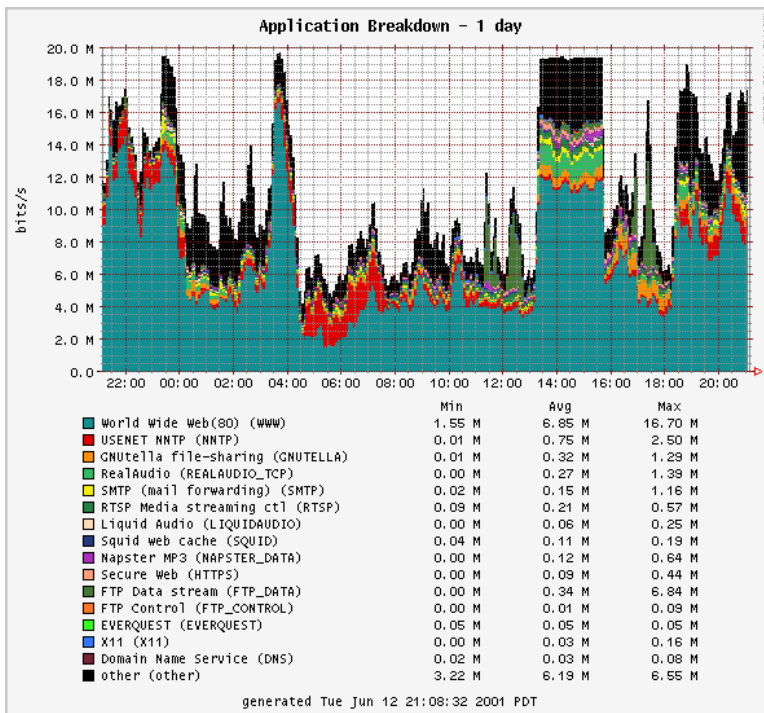 Application Breakdown - 1 day
bits/s
20.0 M
18.0 M
16.0 M
14.0 M
12.0 M
10.0 M
8.0 M
6.0 M
4.0 M
2.0 M
0.0
22:00 00:00 02:00 04:00 06:00 08:00 10:00 12:00 14:00 16:00 18:00 20:00
Min Avg Max
World Wide Web(80) (WWW) 1.55 M 6.85 M 16.70 M
USENET NNTP (NNTP) 0.01 M 0.75 M 2.50 M
GNUtella file-sharing (GNUTELLA) 0.01 M 0.32 M 1.29 M
RealAudio (REALAUDIO_TCP) 0.00 M 0.27 M 1.39 M
SMTP (mail forwarding) (SMTP) 0.02 M 0.15 M 1.16 M
RTSP Media streaming ctl (RTSP) 0.09 M 0.21 M 0.57 M
Liquid Audio (LIQUIDAUDIO) 0.00 M 0.06 M 0.25 M
Squid web cache (SQUID) 0.04 M 0.11 M 0.19 M
Napster MP3 (NAPSTER_DATA) 0.00 M 0.12 M 0.64 M
Secure Web (HTTPS) 0.00 M 0.09 M 0.44 M
FTP Data stream (FTP_DATA) 0.00 M 0.34 M 6.84 M
FTP Control (FTP_CONTROL) 0.00 M 0.01 M 0.09 M
EVERQUEST (EVERQUEST) 0.05 M 0.05 M 0.05 M
X11 (X11) 0.00 M 0.03 M 0.16 M
Domain Name Service (DNS) 0.02 M 0.03 M 0.08 M
other (other) 3.22 M 6.19 M 6.55 M
generated Tue Jun 12 21:08:32 2001 PDT